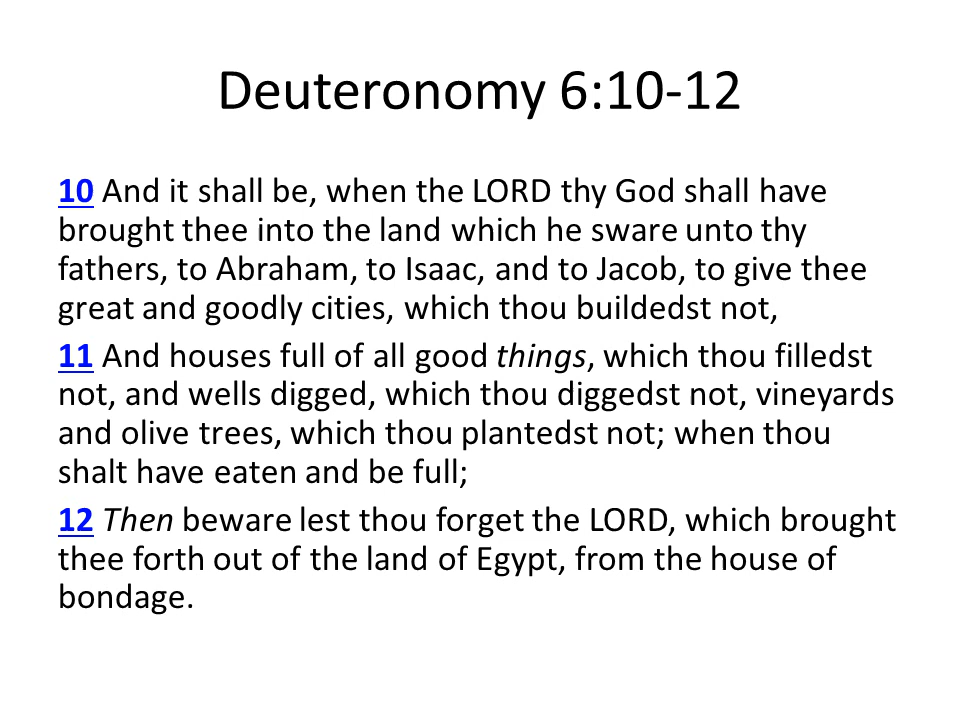 Deuteronomy 6:10-12
10 And it shall be, when the LORD thy God shall have
brought thee into the land which he sware unto thy
fathers, to Abraham, to Isaac, and to Jacob, to give thee
great and goodly cities, which thou buildedst not,
11 And houses full of all good things, which thou filledst
not, and wells digged, which thou diggedst not, vineyards
and olive trees, which thou plantedst not; when thou
shalt have eaten and be full;
12 Then beware lest thou forget the LORD, which brought
thee forth out of the land of Egypt, from the house of
bondage.